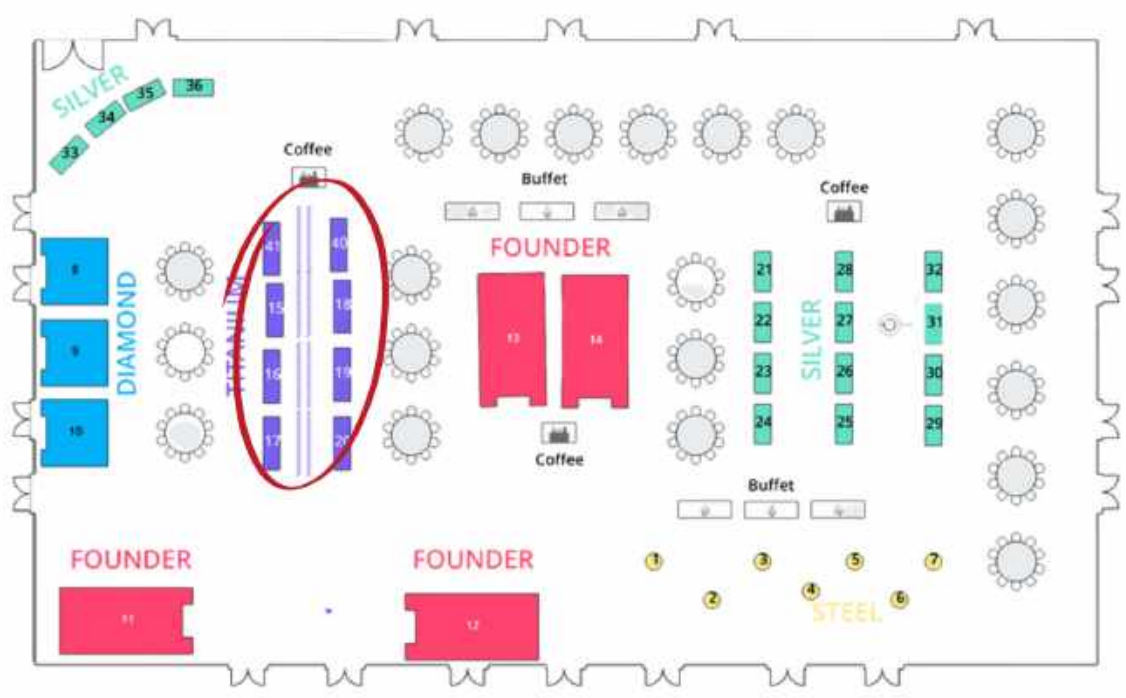 SILVER
36
35
34
33
Coffee
Buffet
Coffee
41
40
FOUNDER
8
DIAMOND
TITANIUM
15
18
13
14
21
28
32
22
27
SILVER
31
9
16
19
23
26
30
10
17
20
24
25
29
Coffee
Buffet
FOUNDER
FOUNDER
1
3
5
7
2
4
6
STEEL
11
12